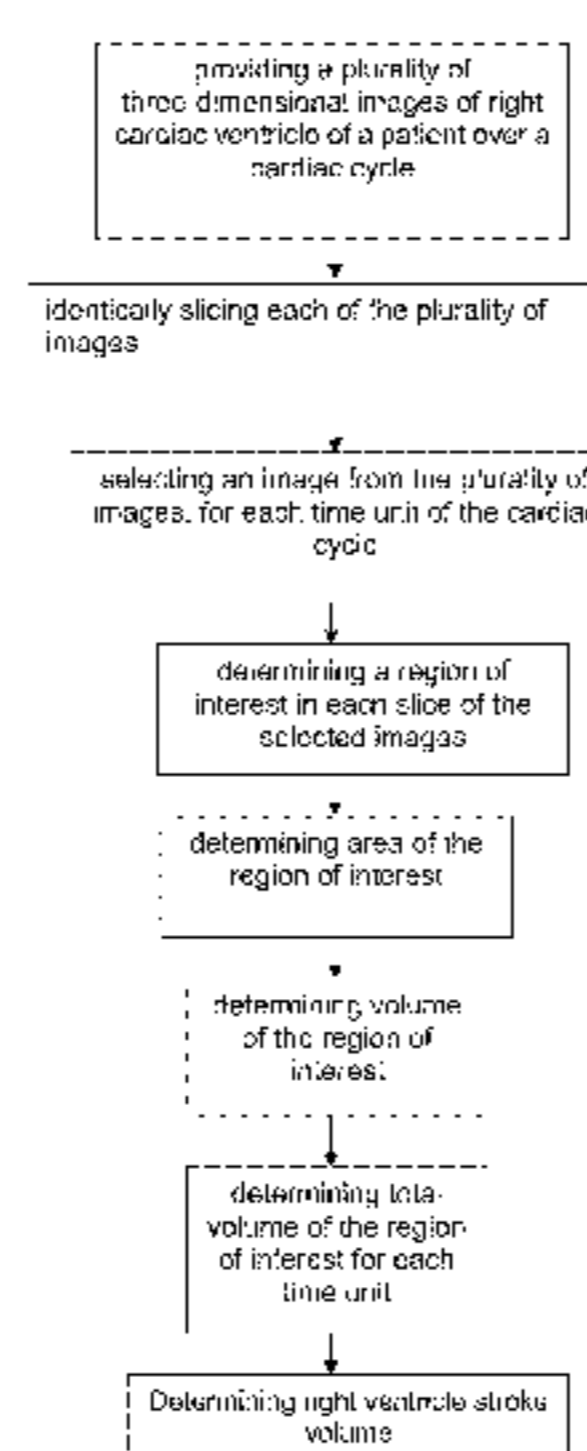 providing a plurality of
three dimensional images of right
cardiac ventricle of a patient over a
cardiac cycle
identically slicing each of the plurality of
images
selecting an image from the plurality of
images, for each time unit of the cardiac
cycle
determining a region of
interest in each slice of the
selected images
determining area of the
region of interest
determining volume
of the region of
interest
determining total
volume of the region
of interest for each
time unit
Determining right ventricle stroke
volume